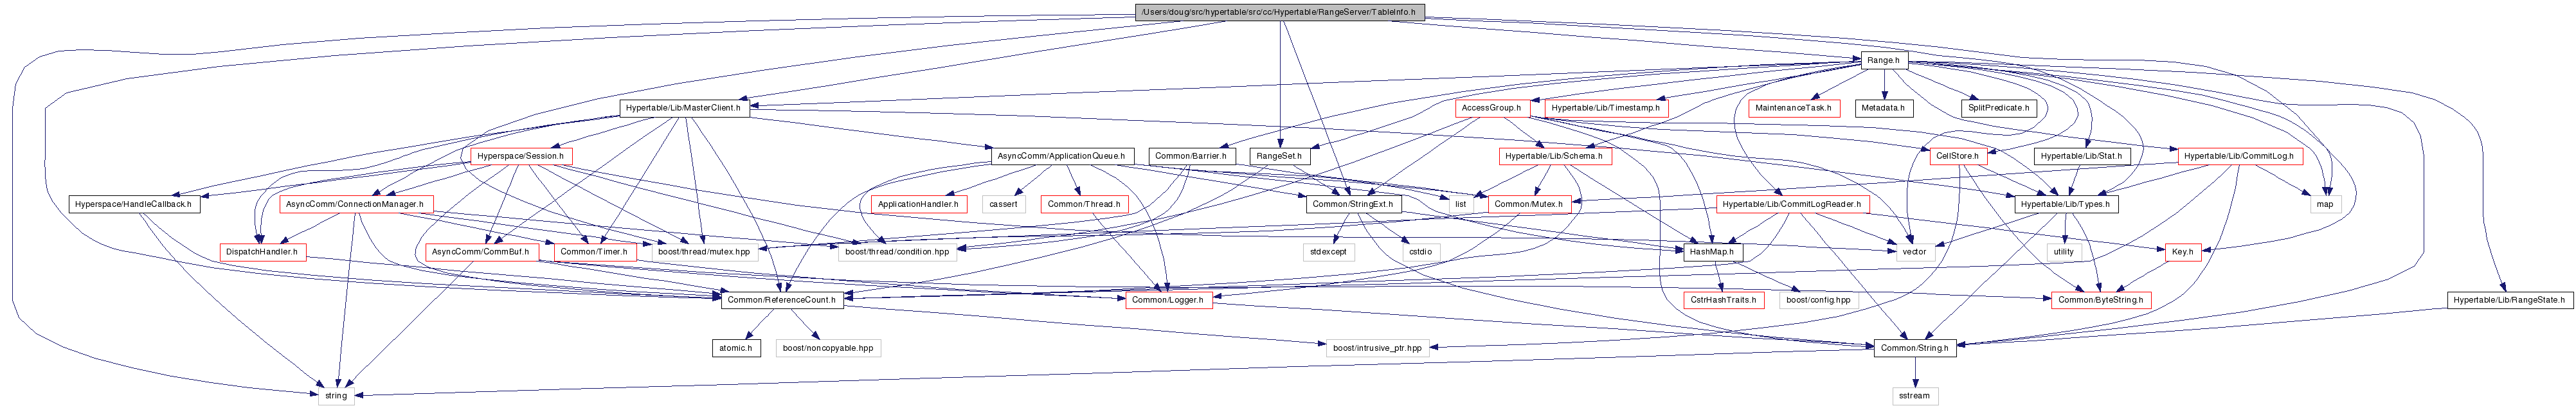 /Users/doug/src/hypertable/src/cc/Hypertable/RangeServer/TableInfo.h
Range.h
Hypertable/Lib/MasterClient.h
AccessGroup.h
Hypertable/Lib/Timestamp.h
MaintenanceTask.h
Metadata.h
SplitPredicate.h
Hyperspace/Session.h
AsyncComm/ApplicationQueue.h
Common/Barrier.h
RangeSet.h
Hypertable/Lib/Schema.h
CellStore.h
Hypertable/Lib/Stat.h
Hypertable/Lib/CommitLog.h
Hyperspace/HandleCallback.h
AsyncComm/ConnectionManager.h
ApplicationHandler.h
cassert
Common/Thread.h
Common/StringExt.h
list
Common/Mutex.h
Hypertable/Lib/CommitLogReader.h
Hypertable/Lib/Types.h
map
DispatchHandler.h
AsyncComm/CommBuf.h
Common/Timer.h
boost/thread/mutex.hpp
boost/thread/condition.hpp
stdexcept
cstdio
HashMap.h
vector
utility
Key.h
Common/ReferenceCount.h
Common/Logger.h
CstrHashTraits.h
boost/config.hpp
Common/ByteString.h
Hypertable/Lib/RangeState.h
atomic.h
boost/noncopyable.hpp
boost/intrusive_ptr.hpp
Common/String.h
string
sstream